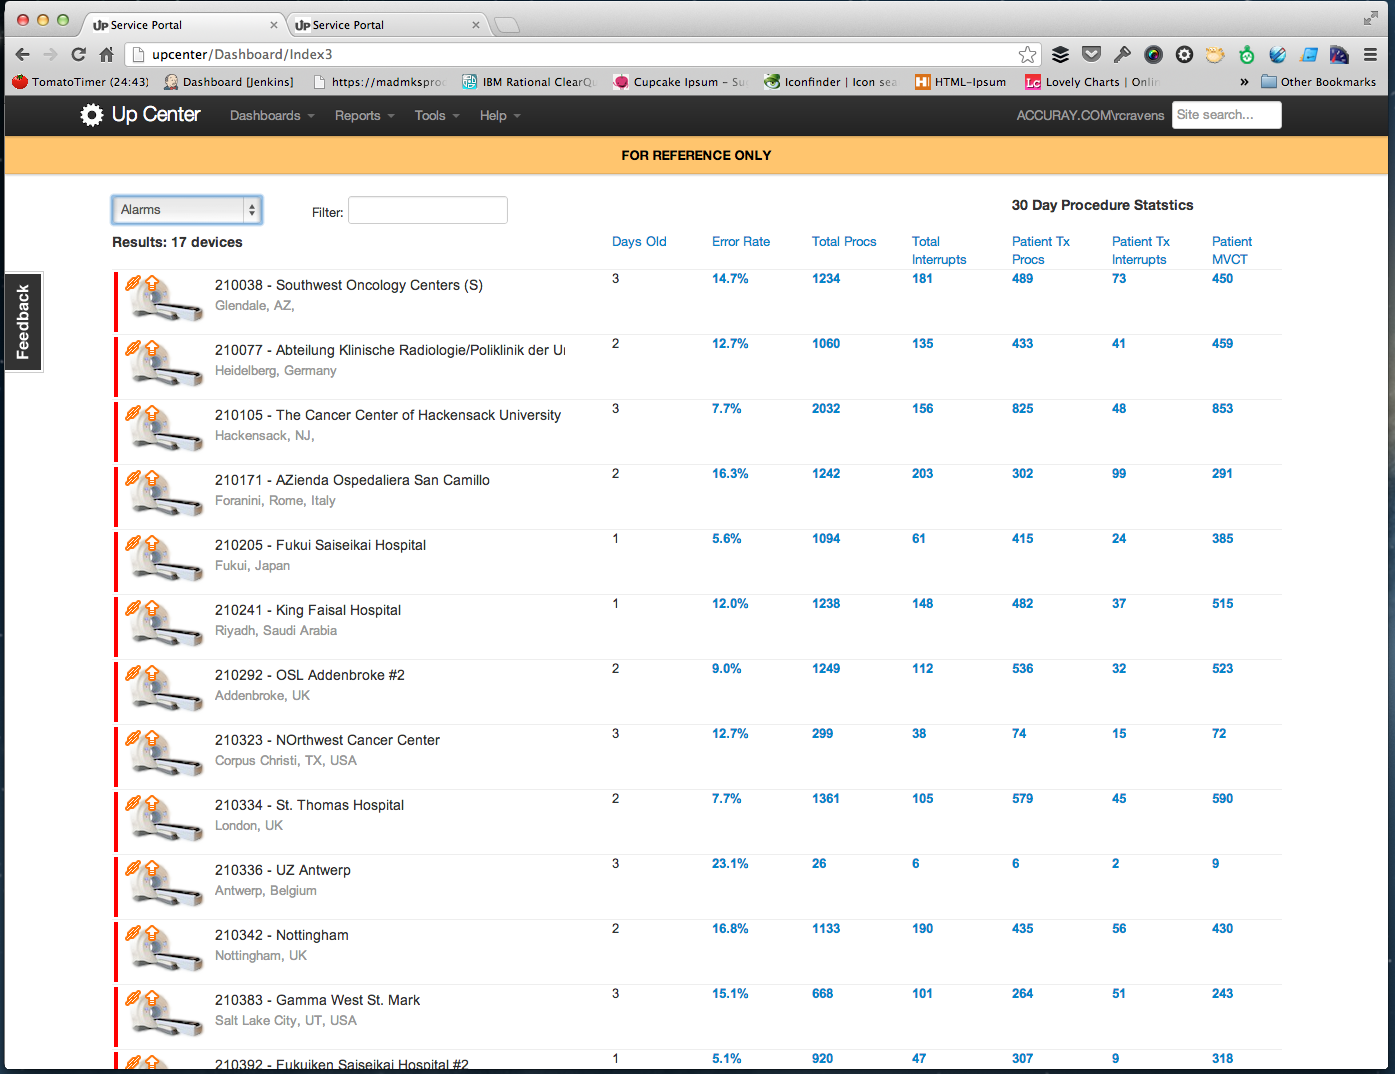 Up Service Portal
Up Service Portal
upcenter/Dashboard/Index3
TomatoTimer (24:43)
Dashboard [Jenkins]
https://madmkspro
IBM Rational ClearQu
Cupcake Ipsum – Su
Iconfinder | Icon sea
HTML-Ipsum
Lc Lovely Charts | Onlin
»
Other Bookmarks
Up Center
Dashboards
Reports
Tools
Help
ACCURAY.COM\rcravens
Site search...
FOR REFERENCE ONLY
Alarms
Filter:
30 Day Procedure Statstics
Results: 17 devices
Days Old
Error Rate
Total Procs
Total
Interrupts
Patient Tx
Procs
Patient Tx
Interrupts
Patient
MVCT
Feedback
210038 - Southwest Oncology Centers (S)
Glendale, AZ,
3 14.7% 1234 181 489 73 450
210077 - Abteilung Klinische Radiologie/Poliklinik der Un
Heidelberg, Germany
2 12.7% 1060 135 433 41 459
210105 - The Cancer Center of Hackensack University
Hackensack, NJ,
3 7.7% 2032 156 825 48 853
210171 - AZienda Ospedaliera San Camillo
Foranini, Rome, Italy
2 16.3% 1242 203 302 99 291
210205 - Fukui Saiseikai Hospital
Fukui, Japan
1 5.6% 1094 61 415 24 385
210241 - King Faisal Hospital
Riyadh, Saudi Arabia
1 12.0% 1238 148 482 37 515
210292 - OSL Addenbroke #2
Addenbroke, UK
2 9.0% 1249 112 536 32 523
210323 - NOrthwest Cancer Center
Corpus Christi, TX, USA
3 12.7% 299 38 74 15 72
210334 - St. Thomas Hospital
London, UK
2 7.7% 1361 105 579 45 590
210336 - UZ Antwerp
Antwerp, Belgium
3 23.1% 26 6 6 2 9
210342 - Nottingham
Nottingham, UK
2 16.8% 1133 190 435 56 430
210383 - Gamma West St. Mark
Salt Lake City, UT, USA
3 15.1% 668 101 264 51 243
210392 - Fukuiken Saiseikai Hospital #2
1 5.1% 920 47 307 9 318